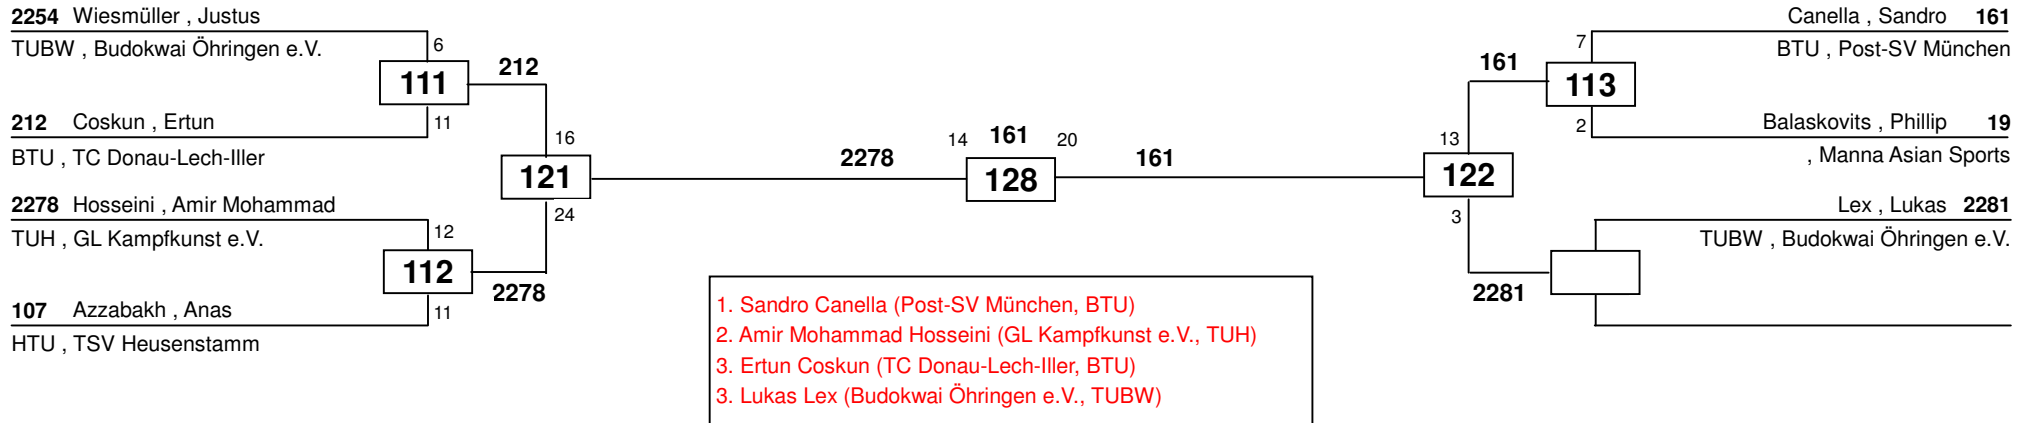 2254 Wiesmüller , Justus
TUBW , Budokwai Öhringen e.V.
6
111
212
11
212 Coskun , Ertun
BTU , TC Donau-Lech-Iller
16
121
24
2278 Hosseini , Amir Mohammad
TUH , GL Kampfkunst e.V.
12
112
2278
11
107 Azzabakh , Anas
HTU , TSV Heusenstamm
2278
14 161 20
128
161
Canella , Sandro 161
BTU , Post-SV München
7
161
113
2
Balaskovits , Phillip 19
, Manna Asian Sports
13
122
3
Lex , Lukas 2281
TUBW , Budokwai Öhringen e.V.
2281
1. Sandro Canella (Post-SV München, BTU)
2. Amir Mohammad Hosseini (GL Kampfkunst e.V., TUH)
3. Ertun Coskun (TC Donau-Lech-Iller, BTU)
3. Lukas Lex (Budokwai Öhringen e.V., TUBW)